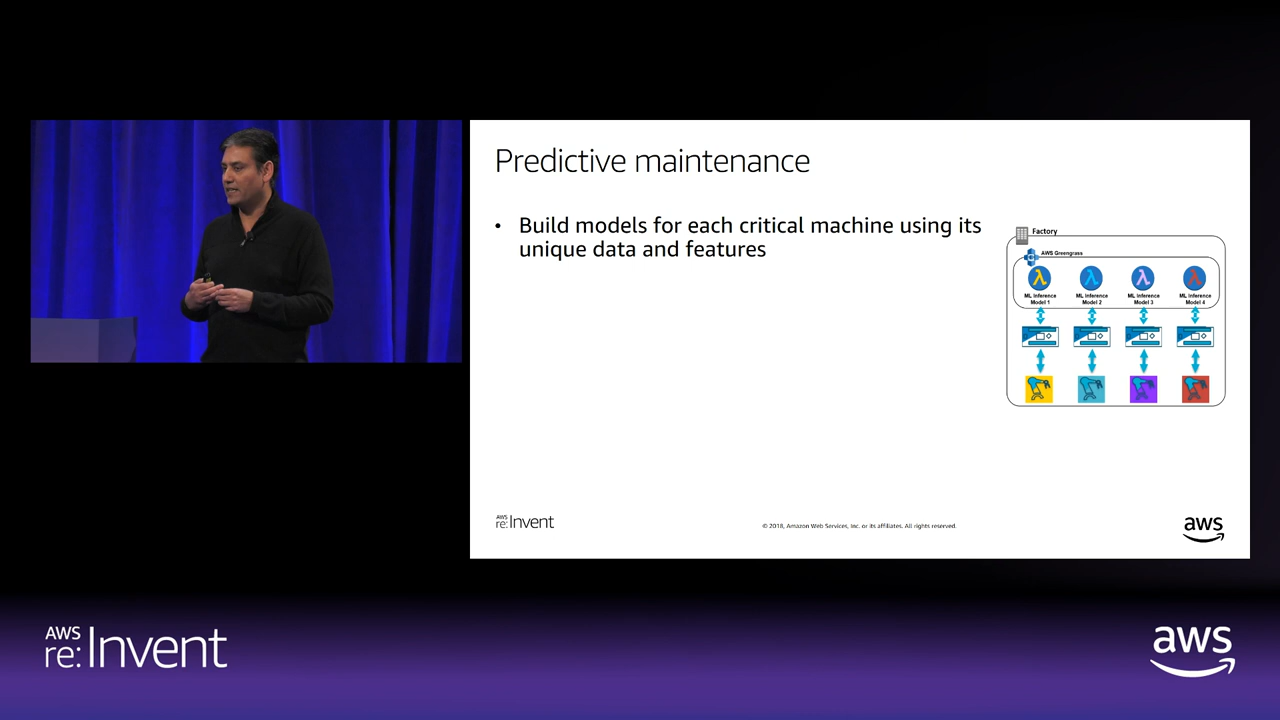 Predictive maintenance
• Build models for each critical machine using its
unique data and features
Factory
AWS Greengrass
ML Inference
Model 1
ML Inference
Model 2
ML Inference
Model 3
ML Inference
Model 4
AWS
re:Invent
© 2018, Amazon Web Services, Inc. or its affiliates. All rights reserved.
aws
AWS
re:Invent
aws